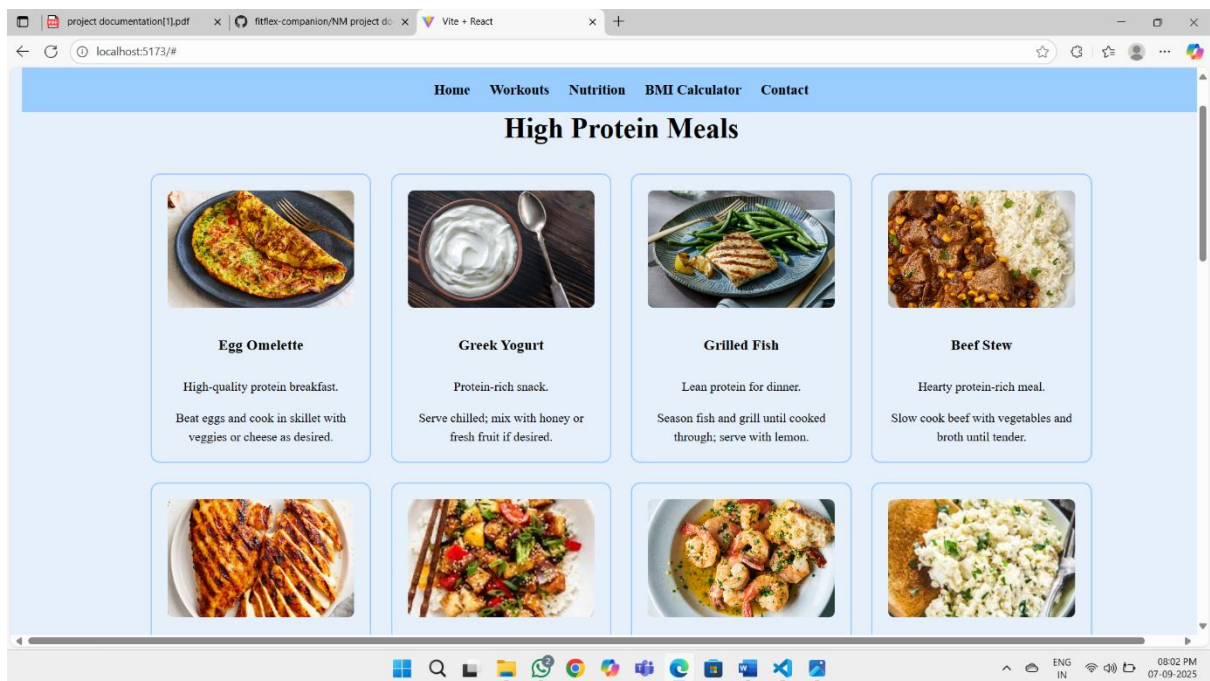 project documentation[1].pdf
fitflex-companion/NM project do
Vite + React
localhost:5173/#
Home Workouts Nutrition BMI Calculator Contact
High Protein Meals
Egg Omelette
High-quality protein breakfast.
Beat eggs and cook in skillet with
veggies or cheese as desired.
Greek Yogurt
Protein-rich snack.
Serve chilled; mix with honey or
fresh fruit if desired.
Grilled Fish
Lean protein for dinner.
Season fish and grill until cooked
through; serve with lemon.
Beef Stew
Hearty protein-rich meal.
Slow cook beef with vegetables and
broth until tender.
2
ENG
IN
08:02 PM
07-09-2025